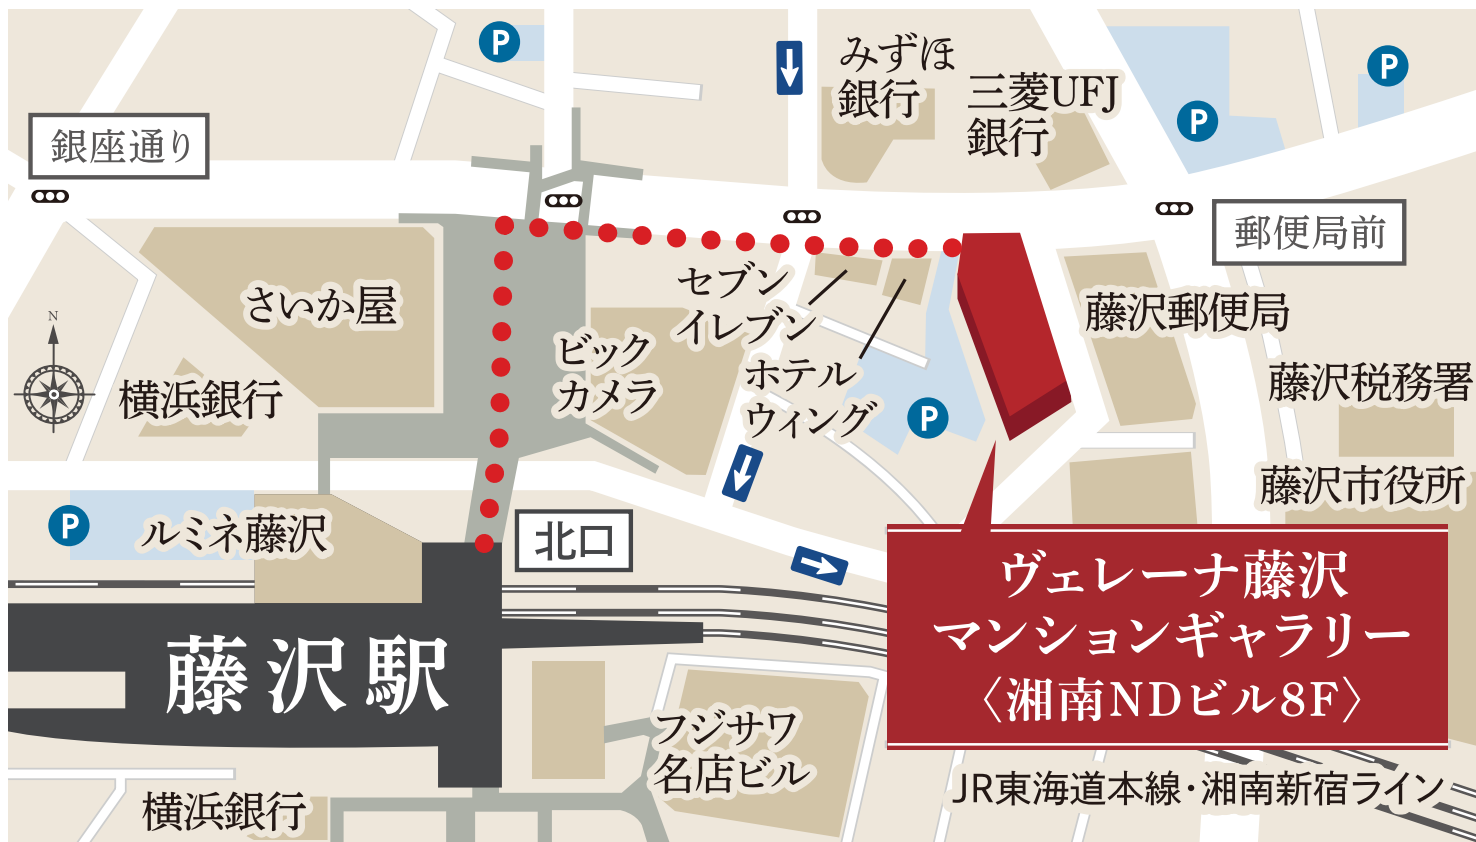 P
みずほ
銀行
三菱UFJ
銀行
P
P
銀座通り
郵便局前
さいか屋
セブン
イレブン
藤沢郵便局
N
ビック
カメラ
ホテル
ウィング
横浜銀行
藤沢税務署
P
藤沢市役所
P
ルミネ藤沢
北口
ヴェレーナ藤沢
マンションギャラリー
〈湘南NDビル8F〉
藤沢駅
フジサワ
名店ビル
JR東海道本線・湘南新宿ライン
横浜銀行